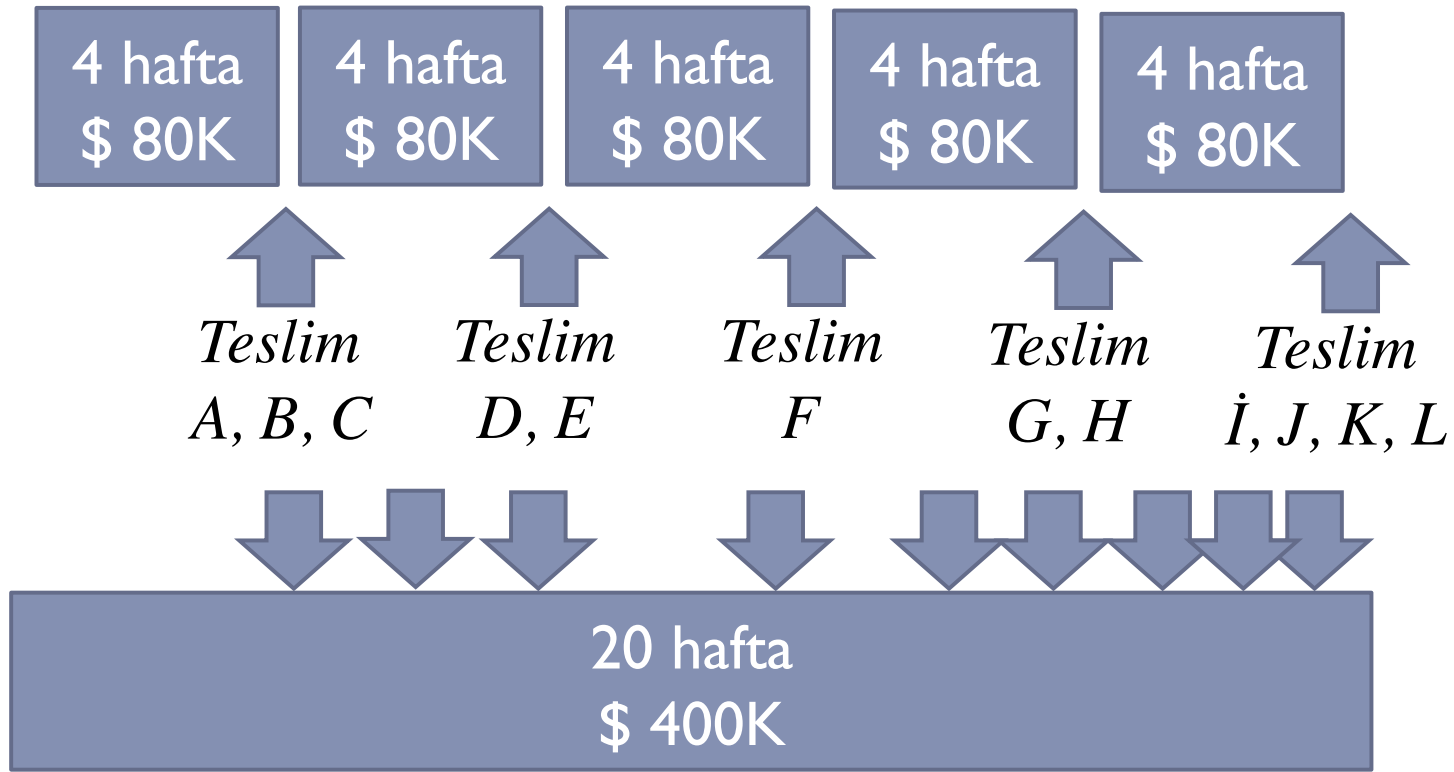 4 hafta
$ 80K
4 hafta
$ 80K
4 hafta
$ 80K
4 hafta
$ 80K
4 hafta
$ 80K
Teslim
A, B, C
Teslim
D, E
Teslim
F
Teslim
G, H
Teslim
İ, J, K, L
20 hafta
$ 400K